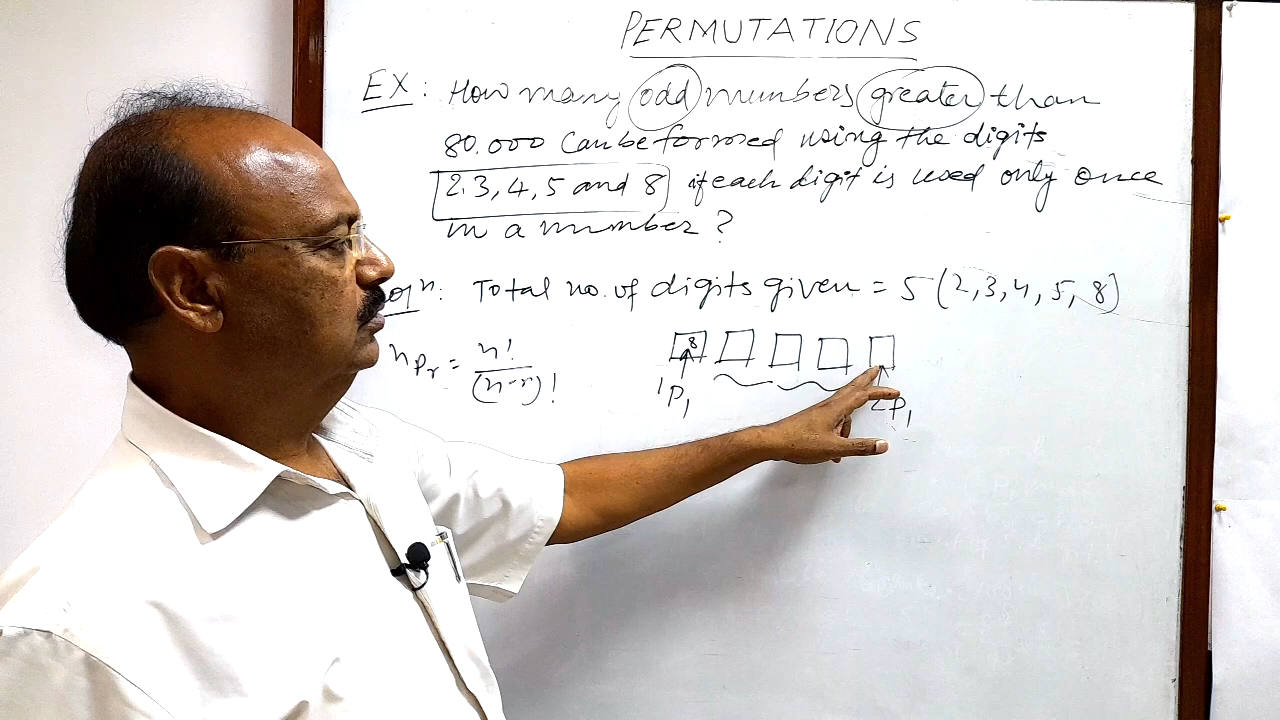 PERMUTATIONS
EX: How many odd numbers greater than
80.000 can be formed using the digits
2.3, 4, 5 and 8 if each digit is used only once
in a number?
Total no. of digits given = 5 (2, 3, 4, 5, 8)
nPr = n! / (n-r)!
8
1P1
2P1